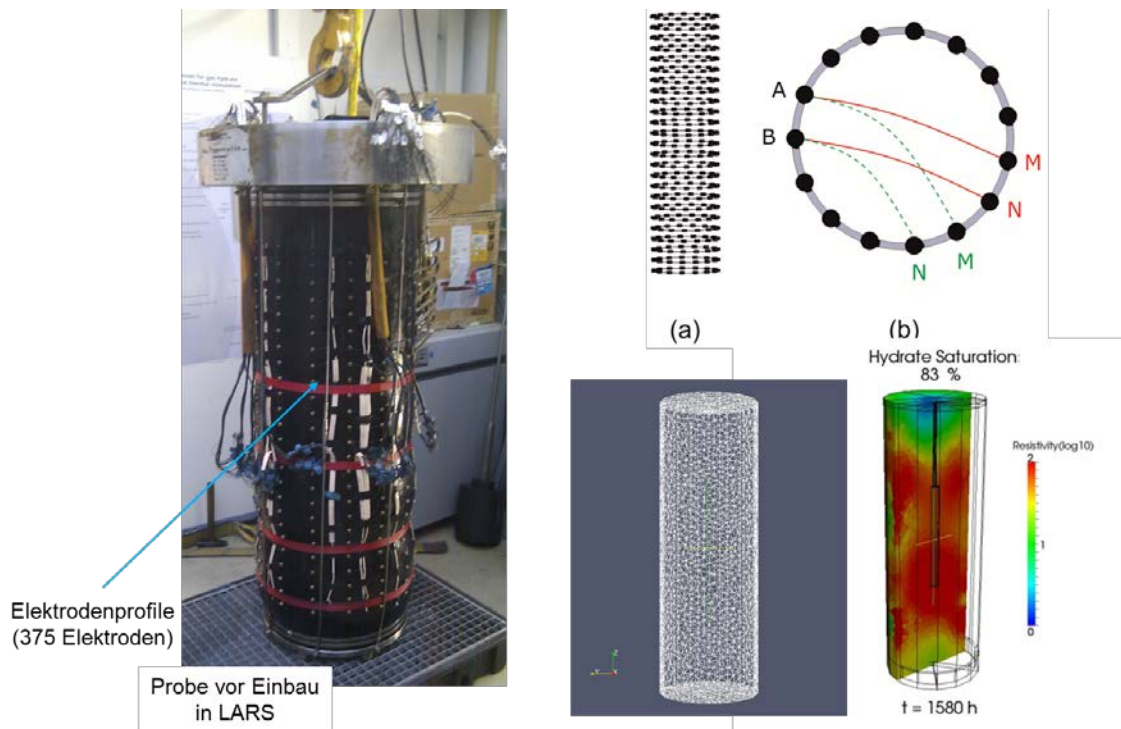 Elektrodenprofile
(375 Elektroden)
Probe vor Einbau
in LARS
A
B
M
N
M
N
(a)
(b)
Hydrate Saturation:
83 %
Resistivity(log10)
2
1
0
t = 1580 h
Z
Y
X